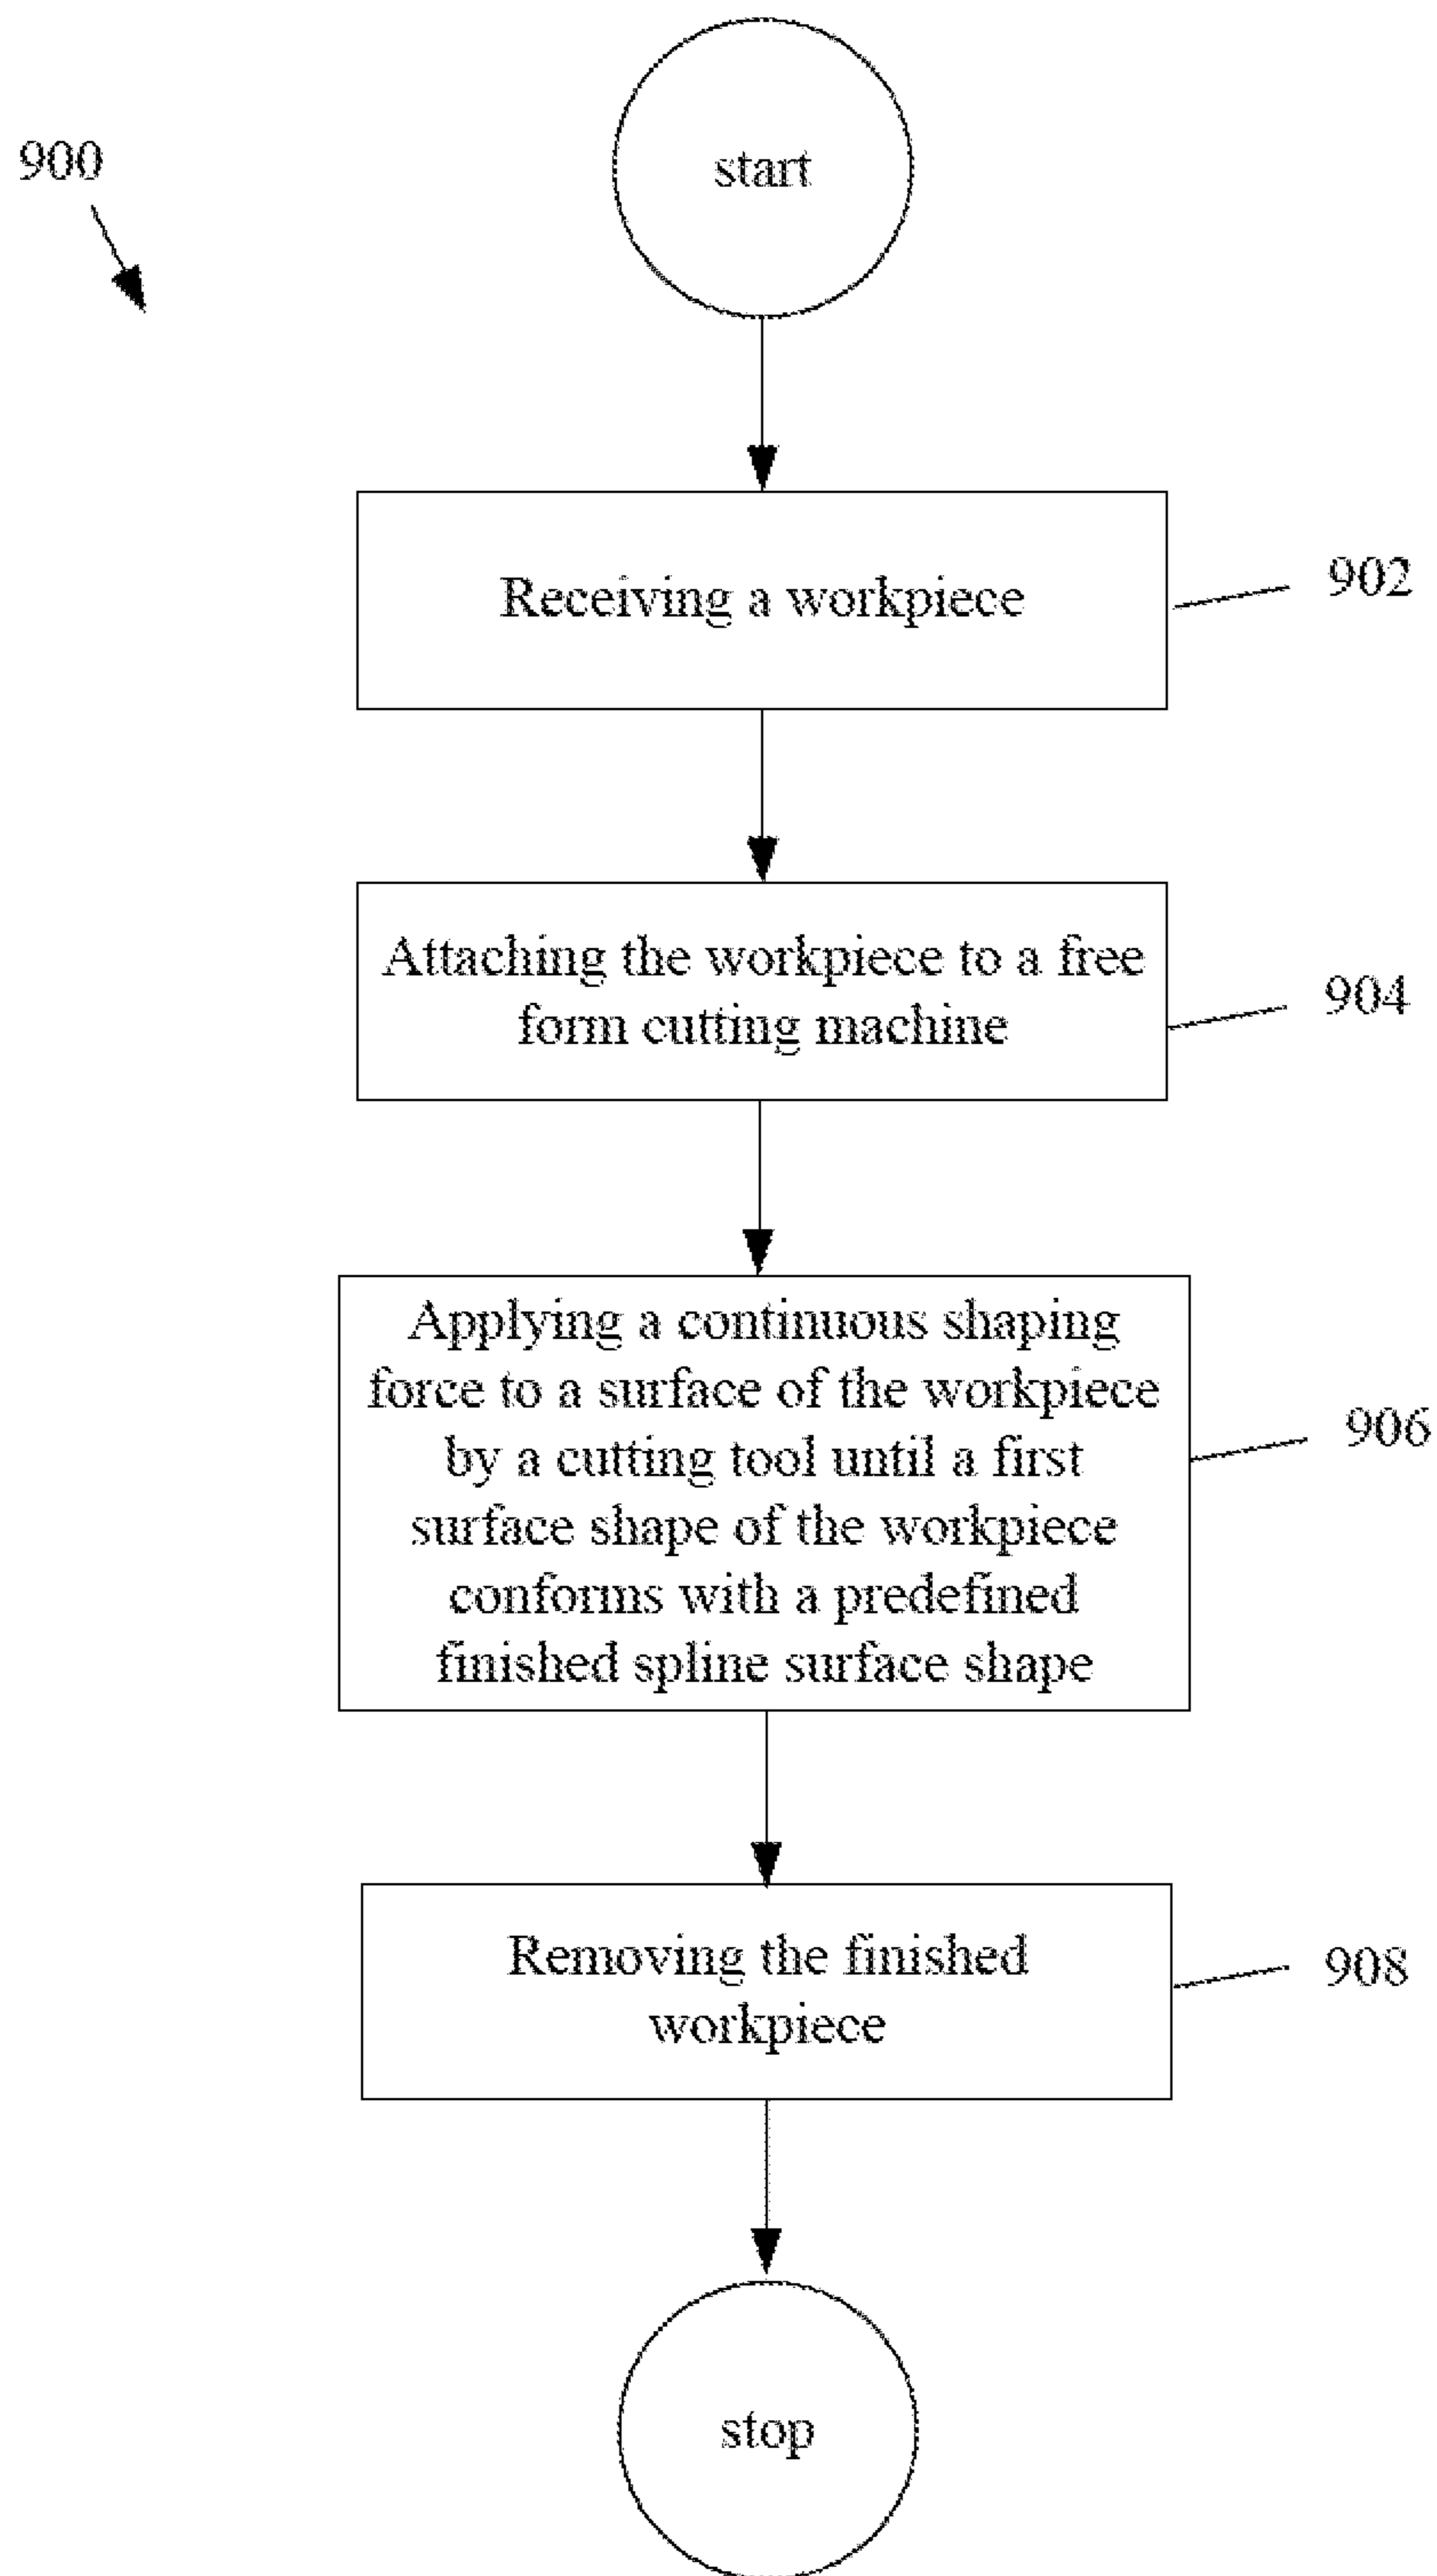 900
start
Receiving a workpiece
902
Attaching the workpiece to a free
form cutting machine
904
Applying a continuous shaping
force to a surface of the workpiece
by a cutting tool until a first
surface shape of the workpiece
conforms with a predefined
finished spline surface shape
906
Removing the finished
workpiece
908
stop